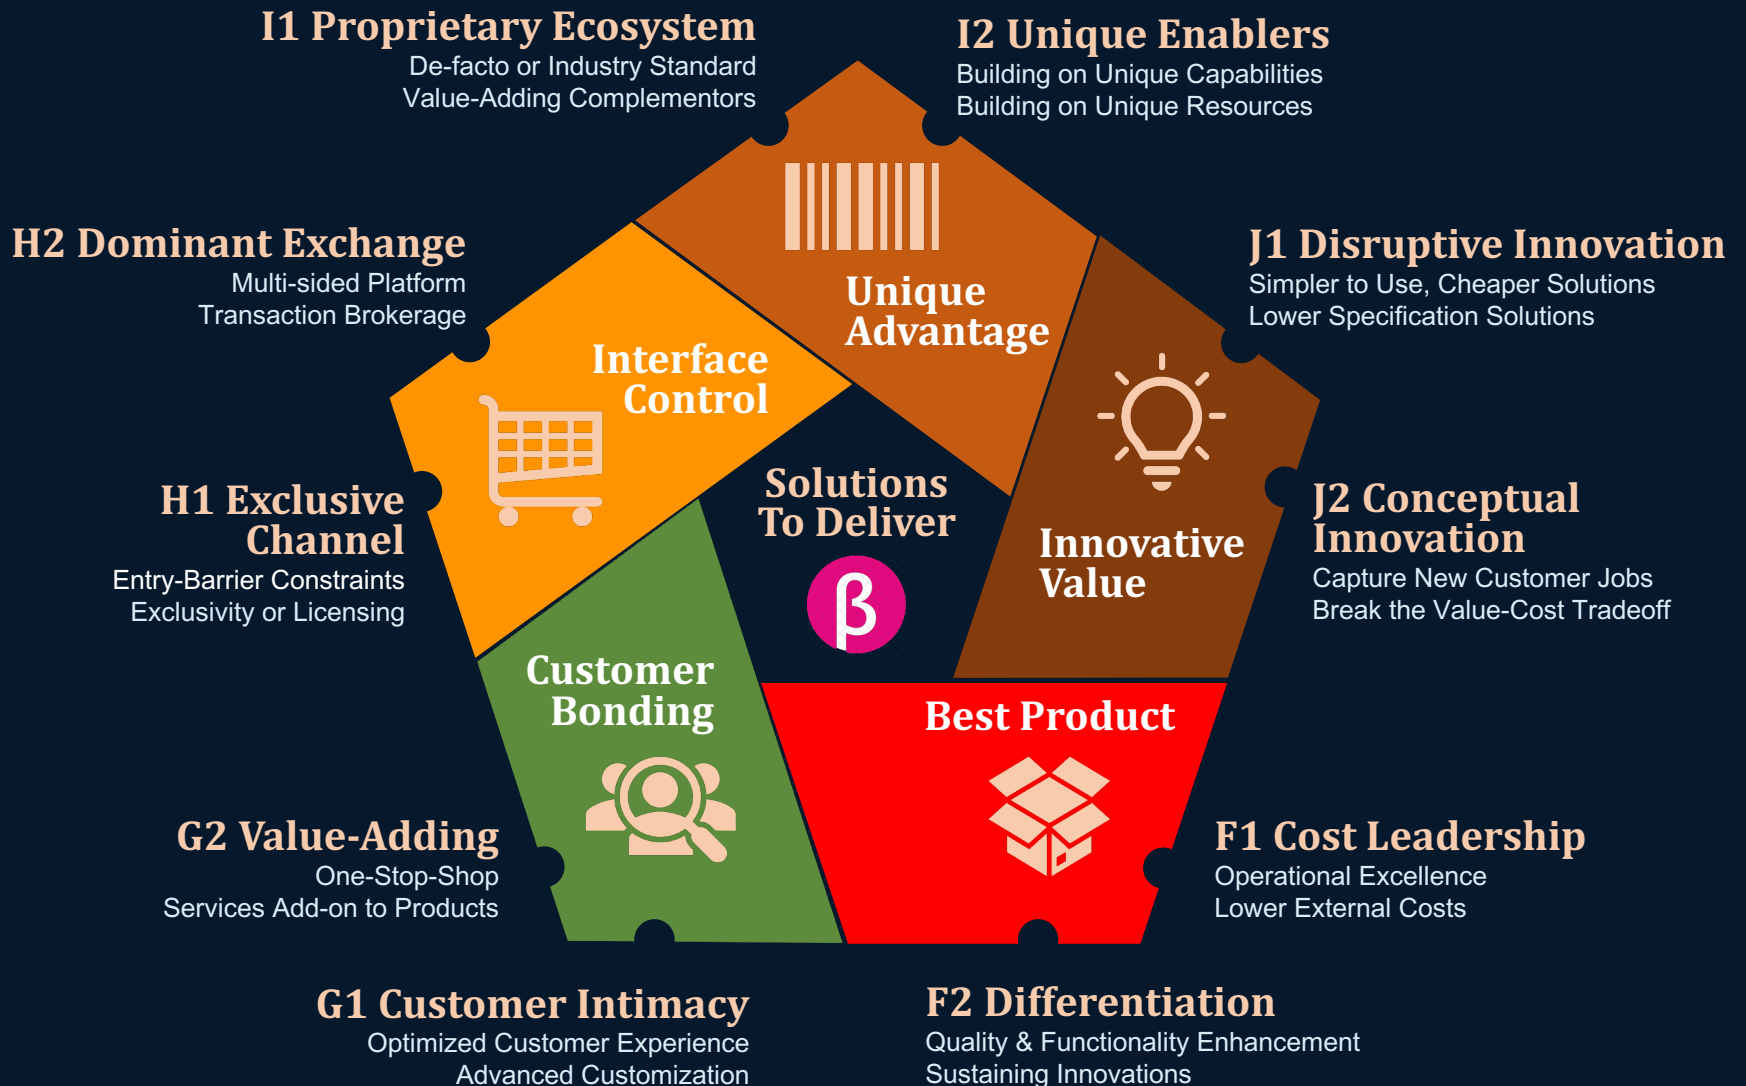 I1 Proprietary Ecosystem
De-facto or Industry Standard
Value-Adding Complementors
I2 Unique Enablers
Building on Unique Capabilities
Building on Unique Resources
H2 Dominant Exchange
Multi-sided Platform
Transaction Brokerage
J1 Disruptive Innovation
Simpler to Use, Cheaper Solutions
Lower Specification Solutions
Unique
Advantage
Interface
Control
H1 Exclusive
Channel
Entry-Barrier Constraints
Exclusivity or Licensing
Solutions
To Deliver
β
Innovative
Value
J2 Conceptual
Innovation
Capture New Customer Jobs
Break the Value-Cost Tradeoff
Customer
Bonding
Best Product
G2 Value-Adding
One-Stop-Shop
Services Add-on to Products
F1 Cost Leadership
Operational Excellence
Lower External Costs
G1 Customer Intimacy
Optimized Customer Experience
Advanced Customization
F2 Differentiation
Quality & Functionality Enhancement
Sustaining Innovations